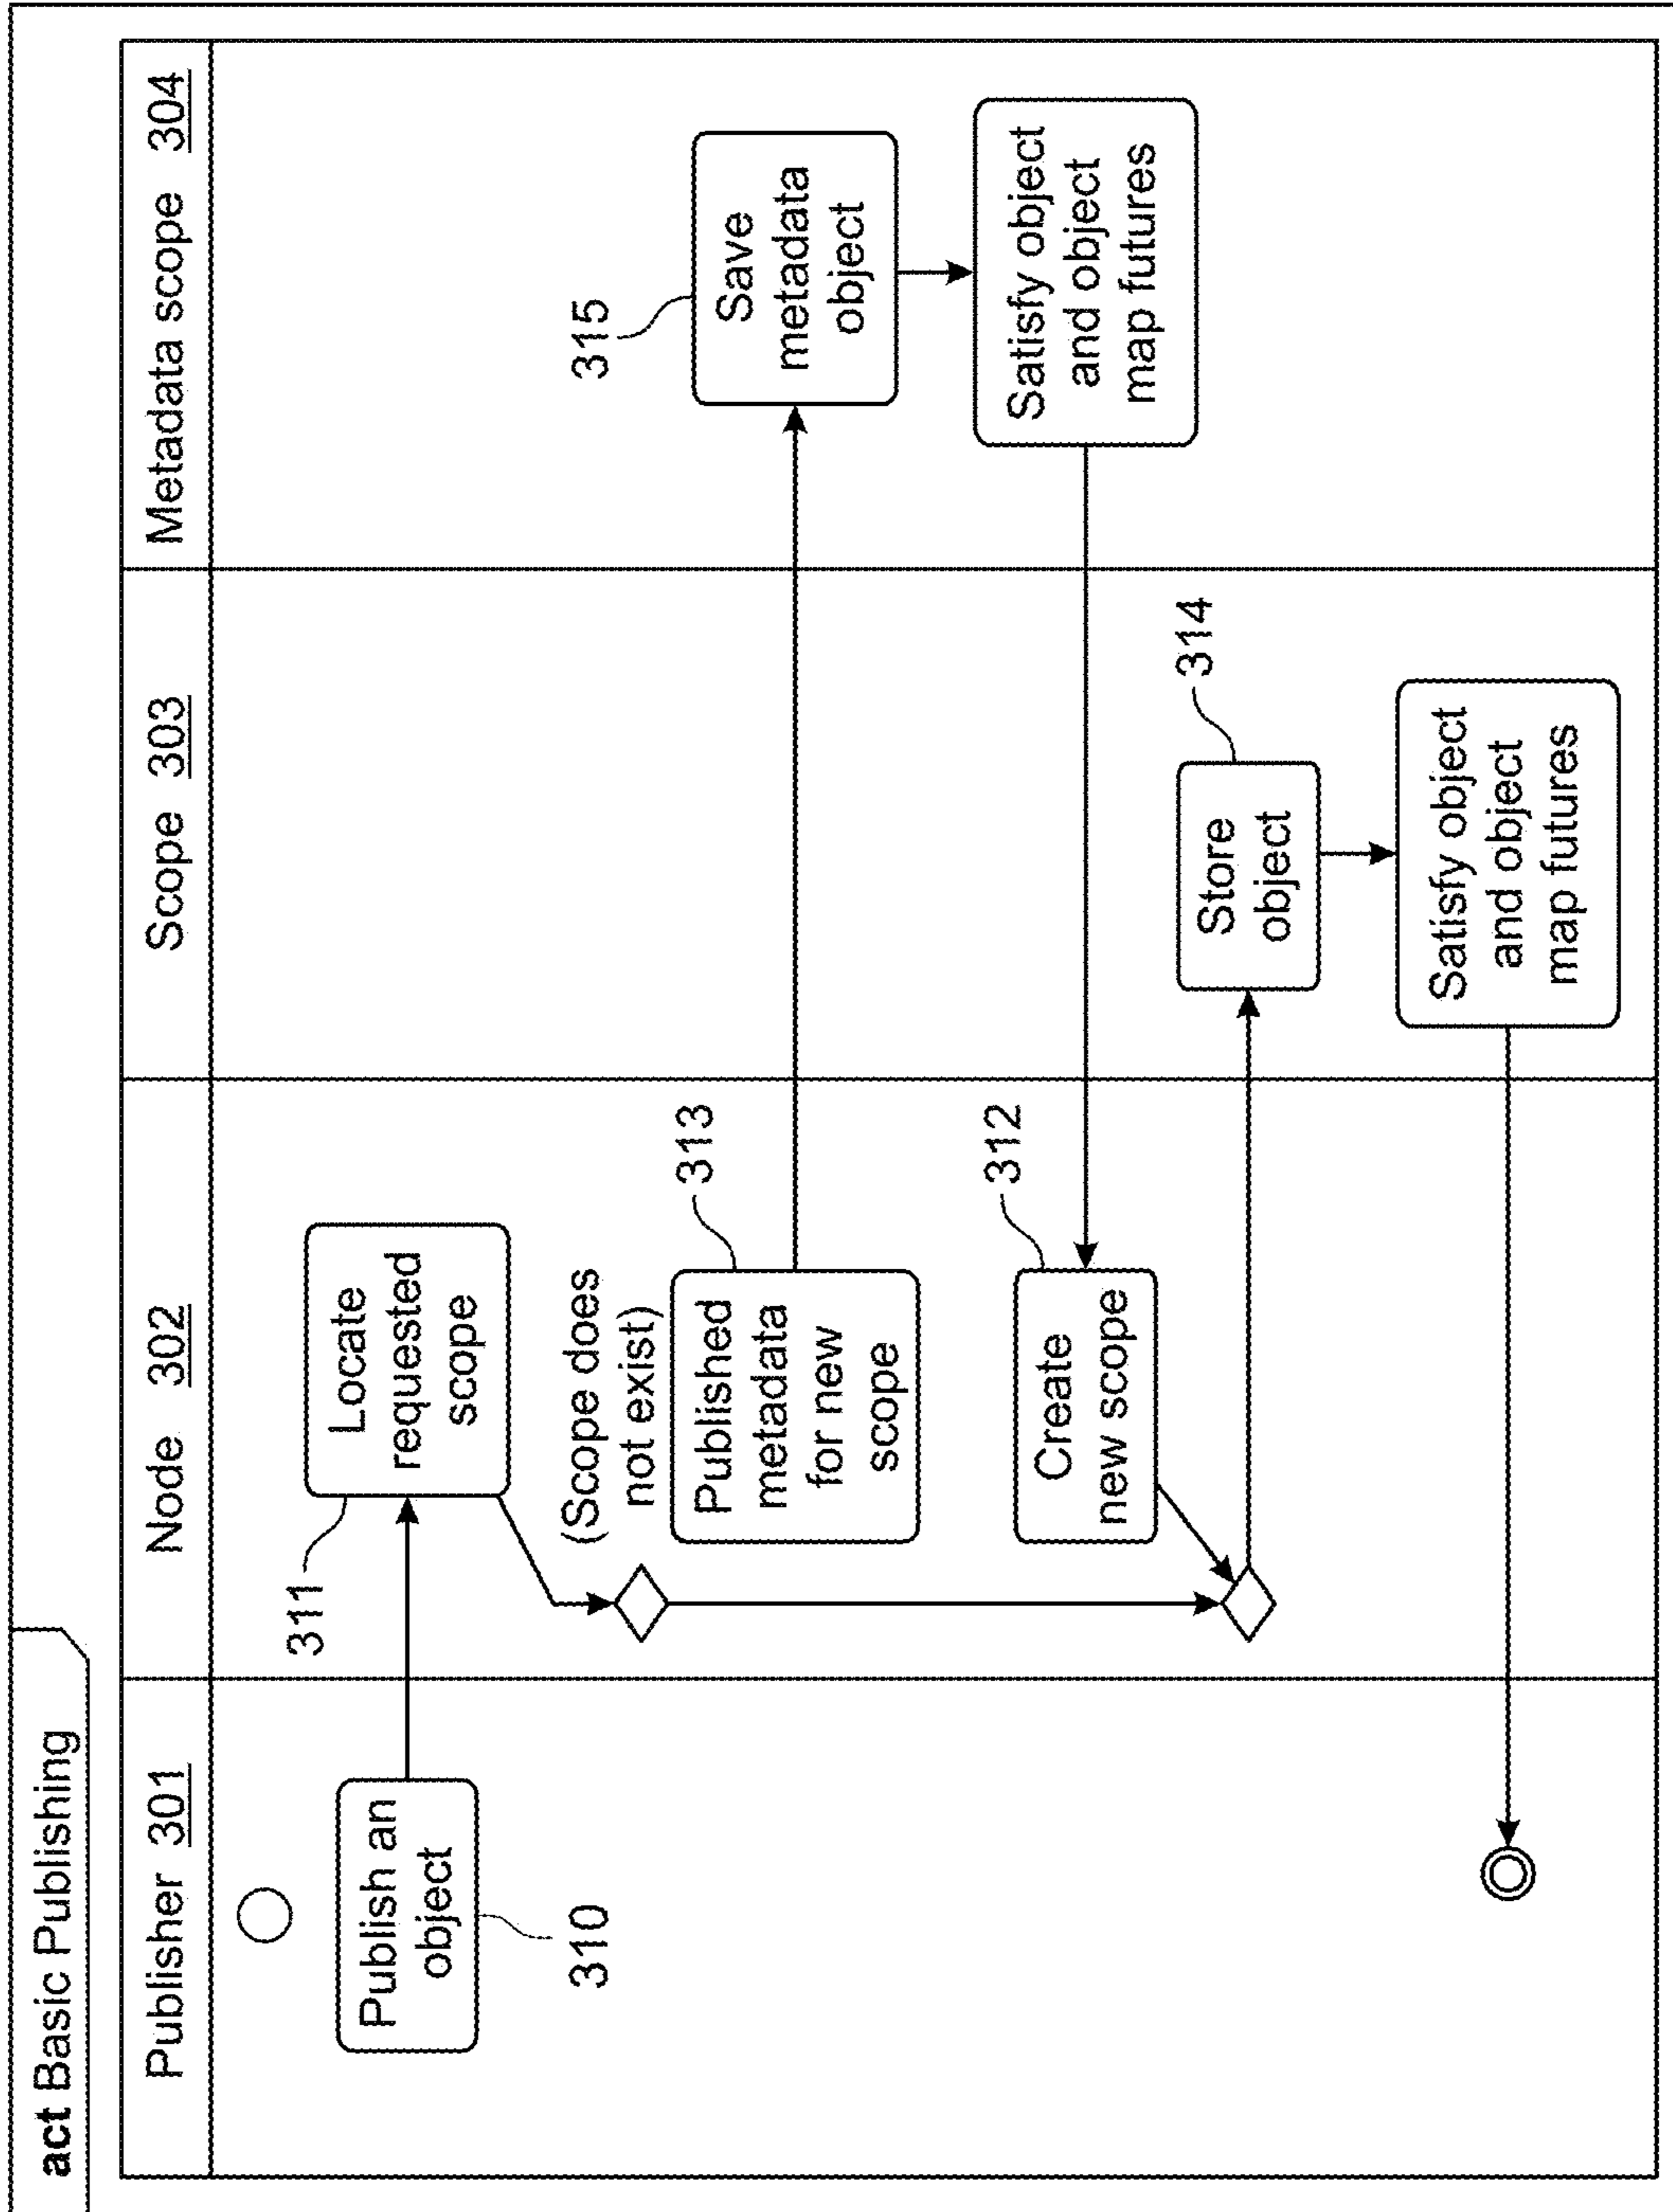 act Basic Publishing
Publisher 301
Node 302
Scope 303
Metadata scope 304
Publish an
object
310
311
Locate
requested
scope
(Scope does
not exist)
Published
metadata
for new
scope
313
315
Save
metadata
object
Satisfy object
and object
map futures
312
Create
new scope
314
Store
object
Satisfy object
and object
map futures